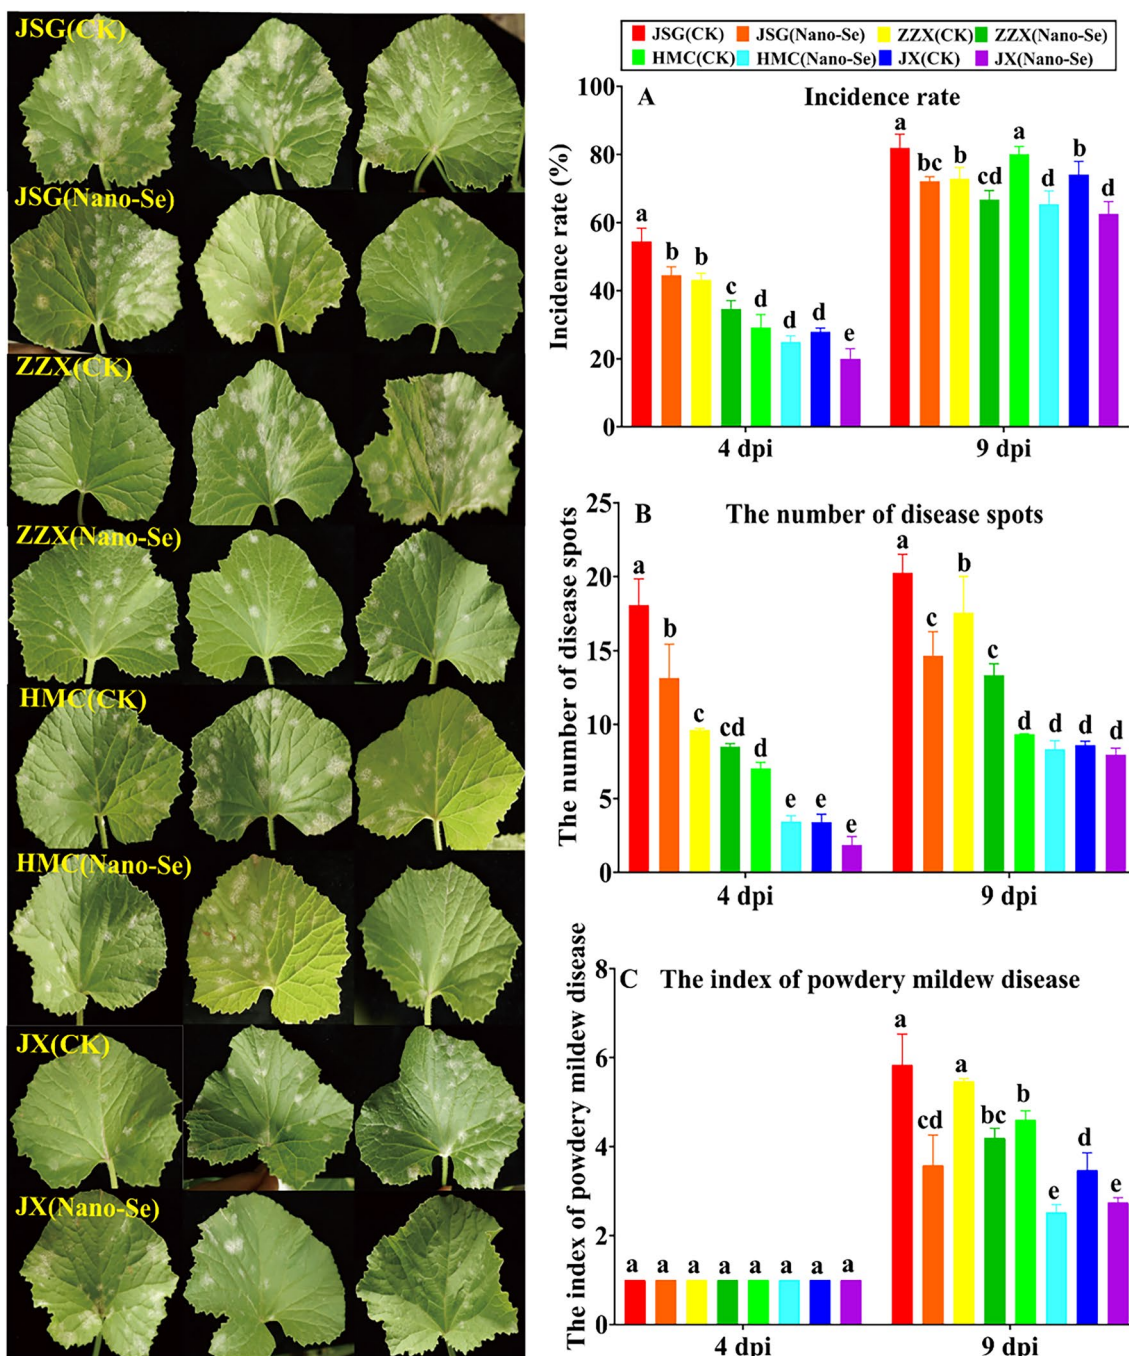 JSG(CK)
JSG(Nano-Se)
ZZX(CK)
ZZX(Nano-Se)
HMC(CK)
HMC(Nano-Se)
JX(CK)
JX(Nano-Se)
JSG(CK) JSG(Nano-Se) ZZX(CK) ZZX(Nano-Se)
HMC(CK) HMC(Nano-Se) JX(CK) JX(Nano-Se)
A Incidence rate
Incidence rate (%)
100
80
60
40
20
0
a b b c d d d e
a bc b cd a d b d
4 dpi 9 dpi
B The number of disease spots
The number of disease spots
25
20
15
10
5
0
a b c cd d e e e
a c b c d d d d
4 dpi 9 dpi
C The index of powdery mildew disease
The index of powdery mildew disease
8
6
4
2
0
a a a a a a a a
a cd a bc b e d e
4 dpi 9 dpi